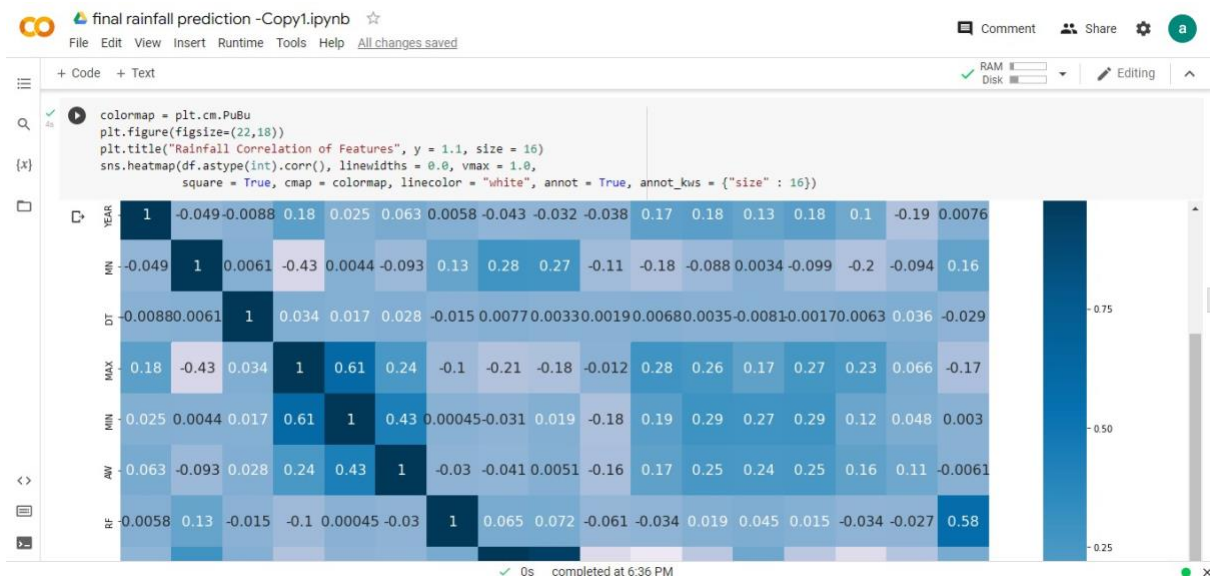 final rainfall prediction -Copy1.ipynb
File Edit View Insert Runtime Tools Help All changes saved
Comment Share a
+ Code + Text
RAM
Disk
Editing
4s
colormap = plt.cm.PuBu
plt.figure(figsize=(22,18))
plt.title("Rainfall Correlation of Features", y = 1.1, size = 16)
sns.heatmap(df.astype(int).corr(), linewidths = 0.0, vmax = 1.0,
square = True, cmap = colormap, linecolor = "white", annot = True, annot_kws = {"size" : 16})
{x}
YEAR 1 -0.049 -0.0088 0.18 0.025 0.063 0.0058 -0.043 -0.032 -0.038 0.17 0.18 0.13 0.18 0.1 -0.19 0.0076
MN -0.049 1 0.0061 -0.43 0.0044 -0.093 0.13 0.28 0.27 -0.11 -0.18 -0.088 0.0034 -0.099 -0.2 -0.094 0.16
DT -0.0088 0.0061 1 0.034 0.017 0.028 -0.015 0.0077 0.0033 0.0019 0.0068 0.0035 -0.0081 -0.0017 0.0063 0.036 -0.029
MAX 0.18 -0.43 0.034 1 0.61 0.24 -0.1 -0.21 -0.18 -0.012 0.28 0.26 0.17 0.27 0.23 0.066 -0.17
MIN 0.025 0.0044 0.017 0.61 1 0.43 0.00045 -0.031 0.019 -0.18 0.19 0.29 0.27 0.29 0.12 0.048 0.003
AW 0.063 -0.093 0.028 0.24 0.43 1 -0.03 -0.041 0.0051 -0.16 0.17 0.25 0.24 0.25 0.16 0.11 -0.0061
RF 0.0058 0.13 -0.015 -0.1 0.00045 -0.03 1 0.065 0.072 -0.061 -0.034 0.019 0.045 0.015 -0.034 -0.027 0.58
0.75
0.50
0.25
0s completed at 6:36 PM